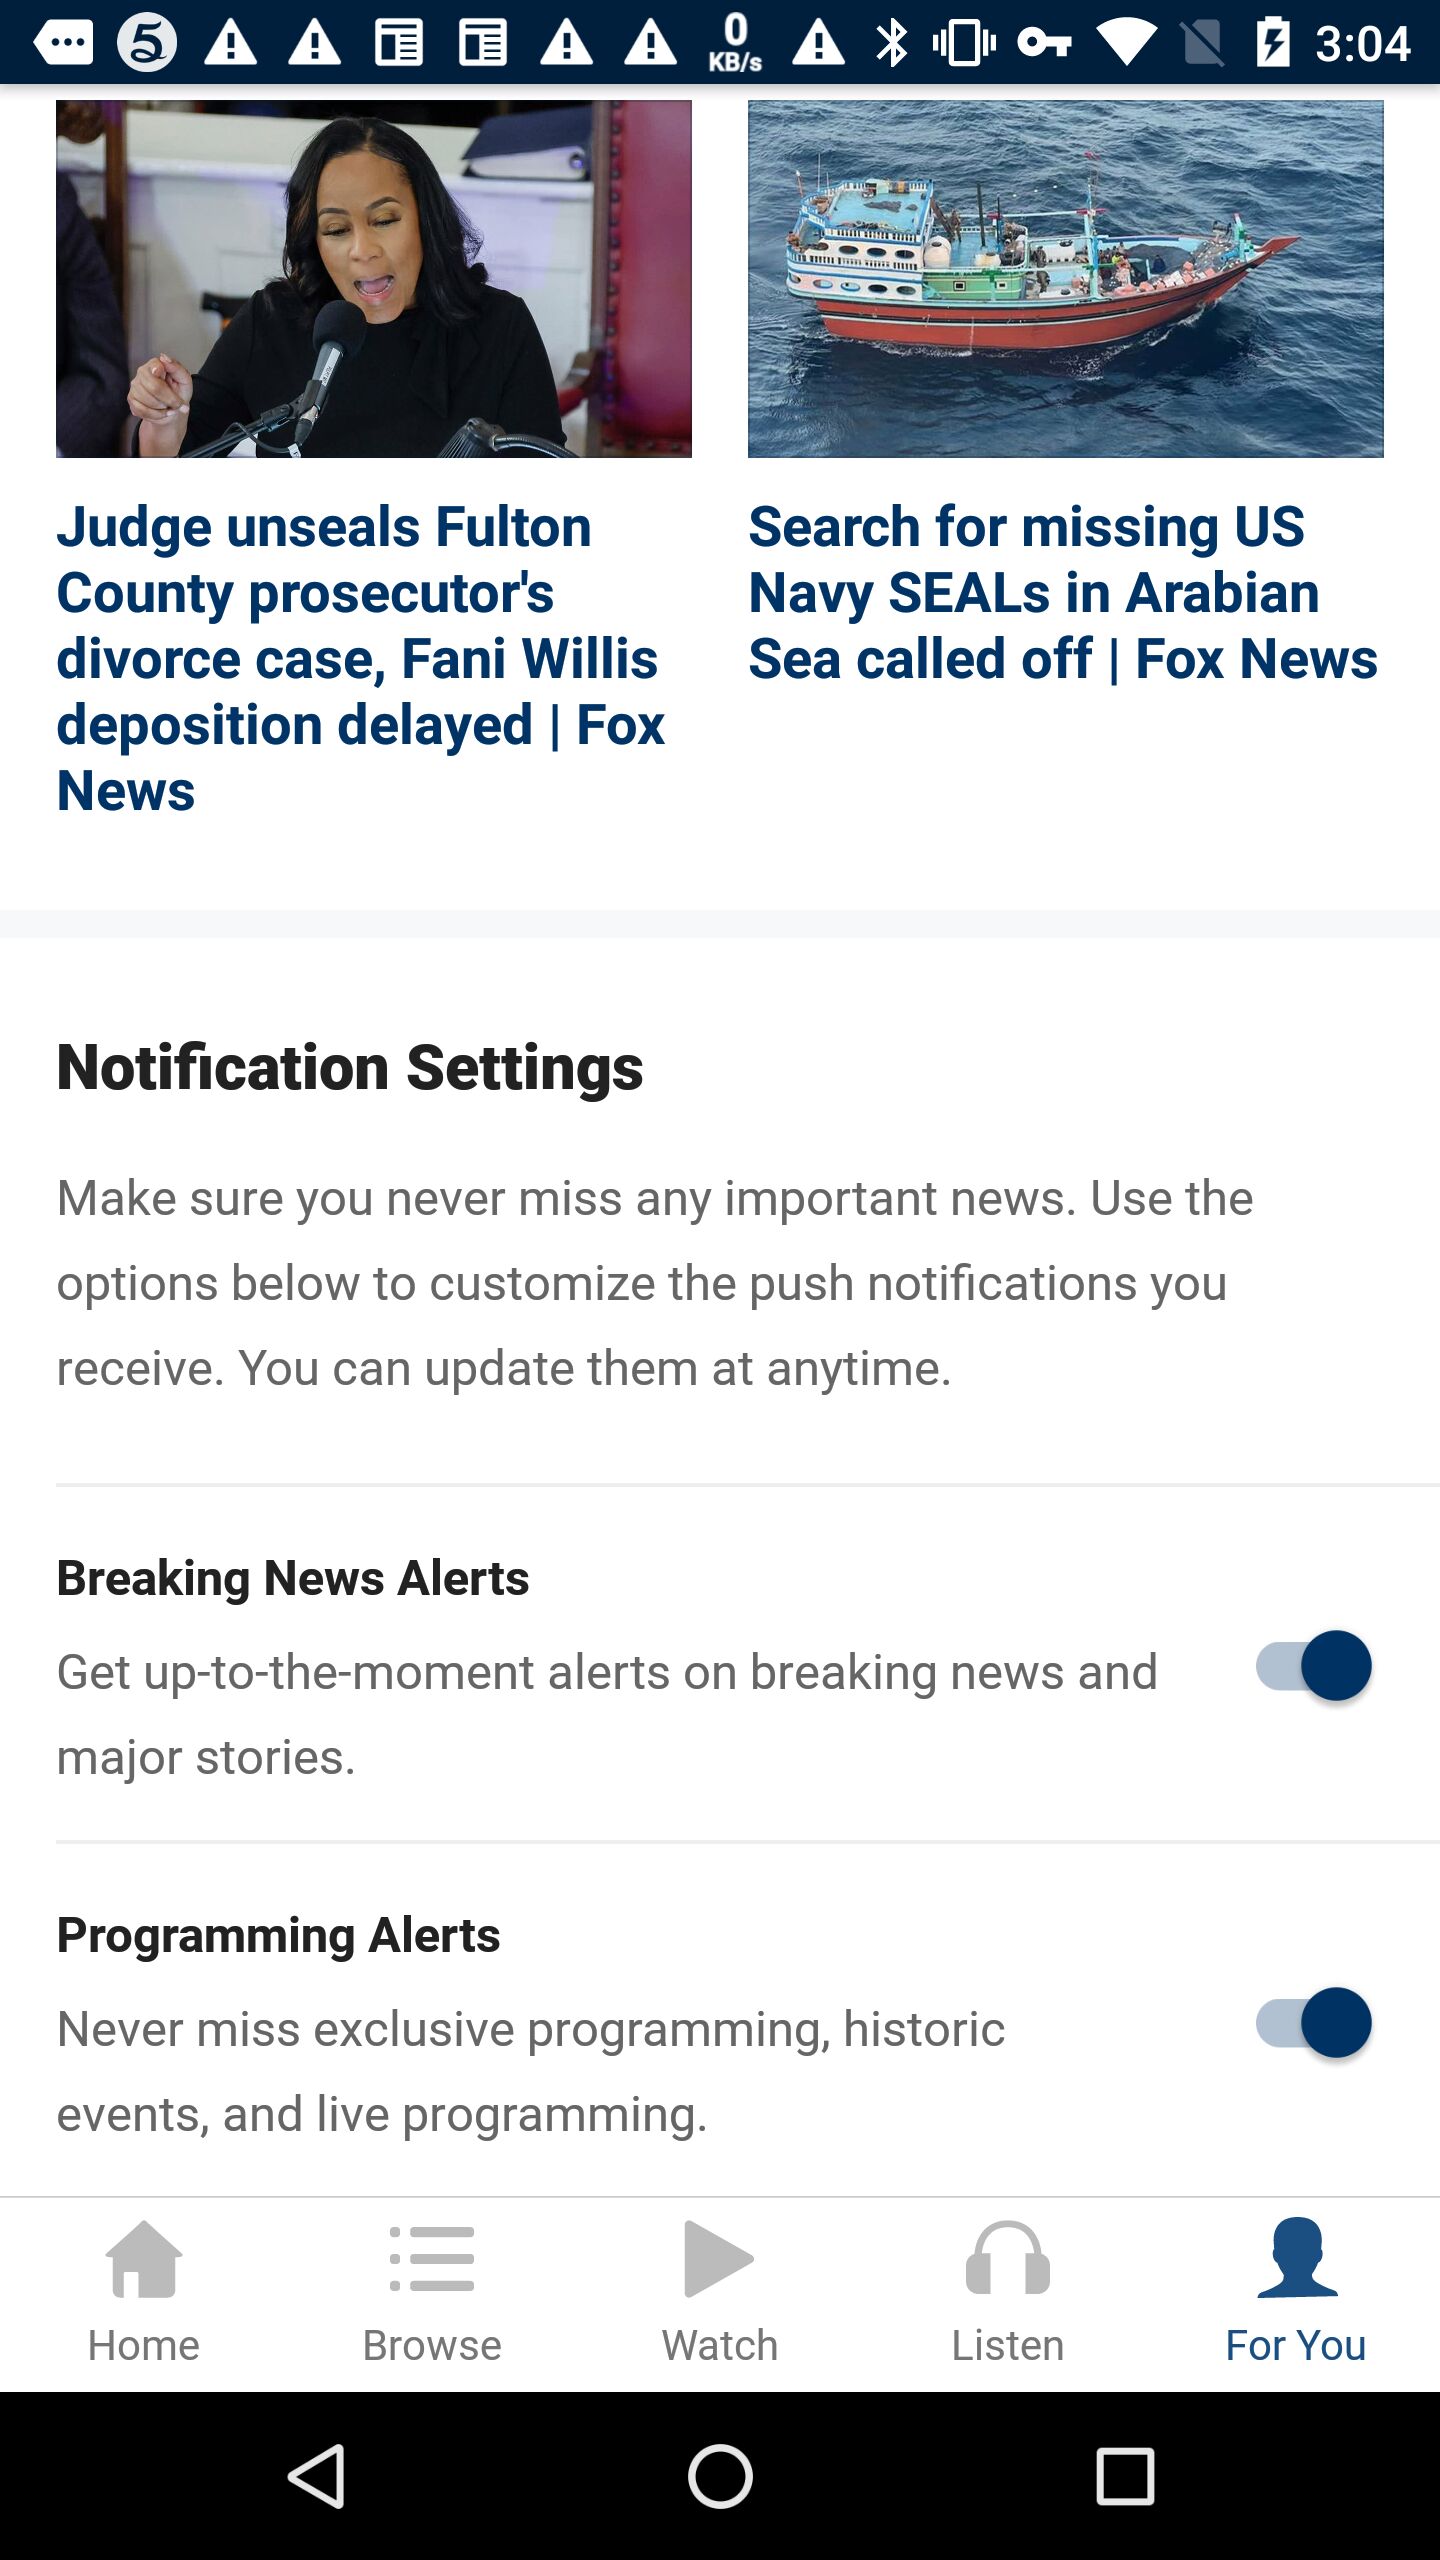 5
0
KB/s
3:04
Judge unseals Fulton
County prosecutor's
divorce case, Fani Willis
deposition delayed | Fox
News
Search for missing US
Navy SEALs in Arabian
Sea called off | Fox News
Notification Settings
Make sure you never miss any important news. Use the
options below to customize the push notifications you
receive. You can update them at anytime.
Breaking News Alerts
Get up-to-the-moment alerts on breaking news and
major stories.
Programming Alerts
Never miss exclusive programming, historic
events, and live programming.
Home
Browse
Watch
Listen
For You